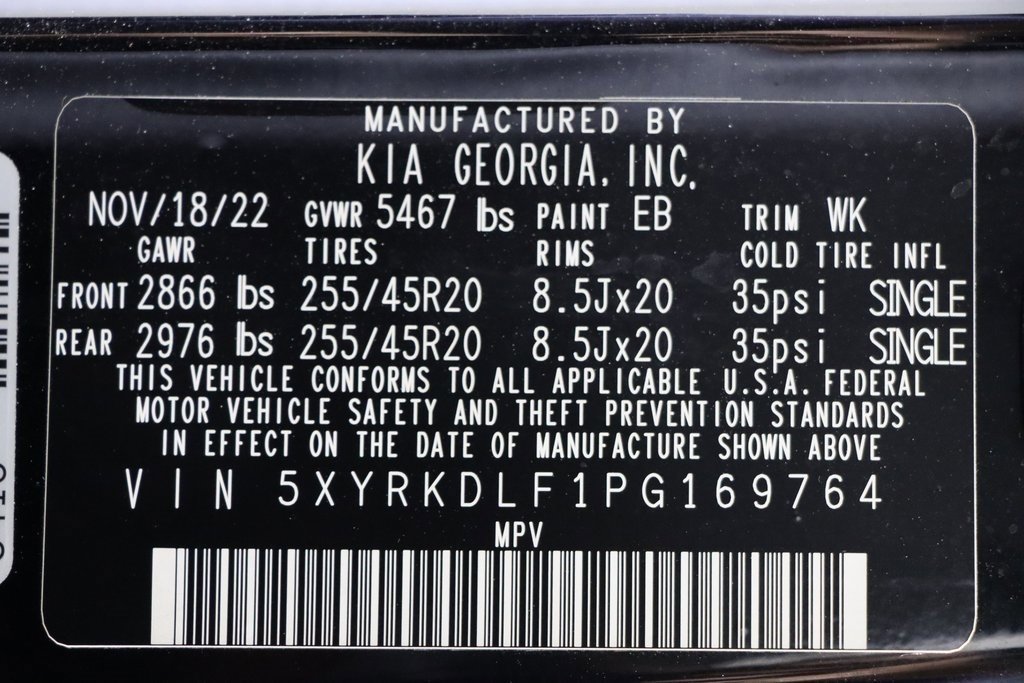 MANUFACTURED BY
KIA GEORGIA, INC.
NOV/18/22 GVWR 5467 lbs PAINT EB TRIM WK
GAWR TIRES RIMS COLD TIRE INFL
FRONT 2866 lbs 255/45R20 8.5Jx20 35psi SINGLE
REAR 2976 lbs 255/45R20 8.5Jx20 35psi SINGLE
THIS VEHICLE CONFORMS TO ALL APPLICABLE U.S.A. FEDERAL
MOTOR VEHICLE SAFETY AND THEFT PREVENTION STANDARDS
IN EFFECT ON THE DATE OF MANUFACTURE SHOWN ABOVE
VIN 5XYRKDLF1PG169764
MPV